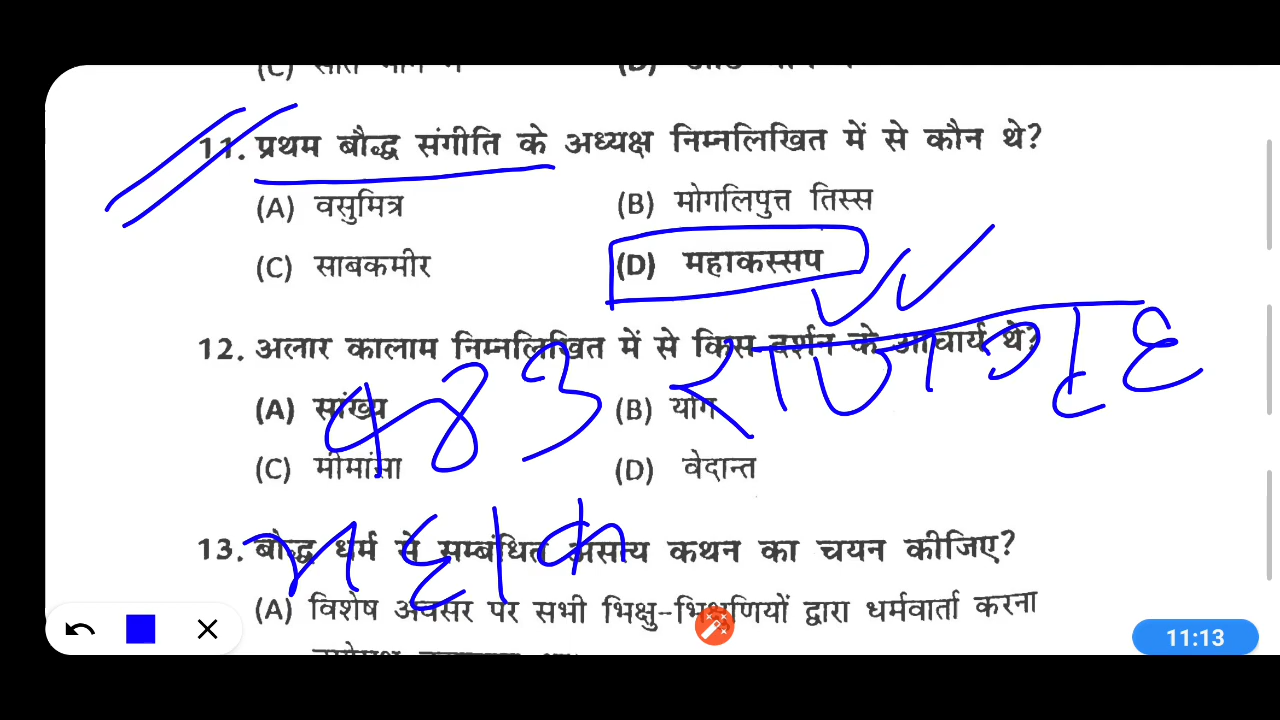 11. प्रथम बौद्ध संगीति के अध्यक्ष निम्नलिखित में से कौन थे?
(A) वसुमित्र (B) मोगलिपुत्त तिस्स
(C) साबकमीर (D) महाकस्सप
12. अलार कालाम निम्नलिखित में से किस दर्शन के आचार्य थे?
राजगृह
483
(A) सांख्य (B) योग
(C) मीमांसा (D) वेदान्त
13. बौद्ध धर्म से सम्बंधित असत्य कथन का चयन कीजिए?
महाक
(A) विशेष अवसर पर सभी भिक्षु-भिक्षुणियों द्वारा धर्मवार्ता करना
11:13